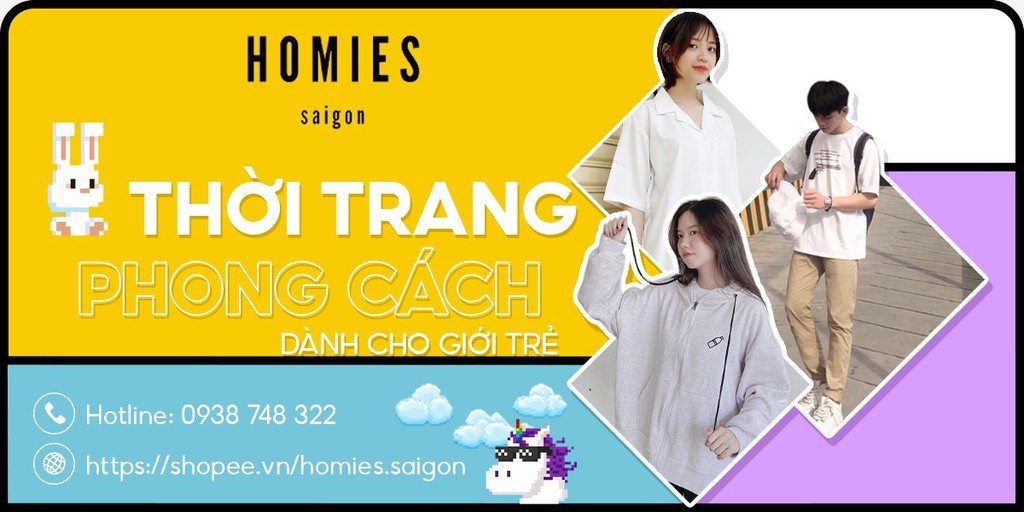 HOMIES
saigon
THỜI TRANG
PHONG CÁCH
DÀNH CHO GIỚI TRẺ
Hotline: 0938 748 322
https://shopee.vn/homies.saigon